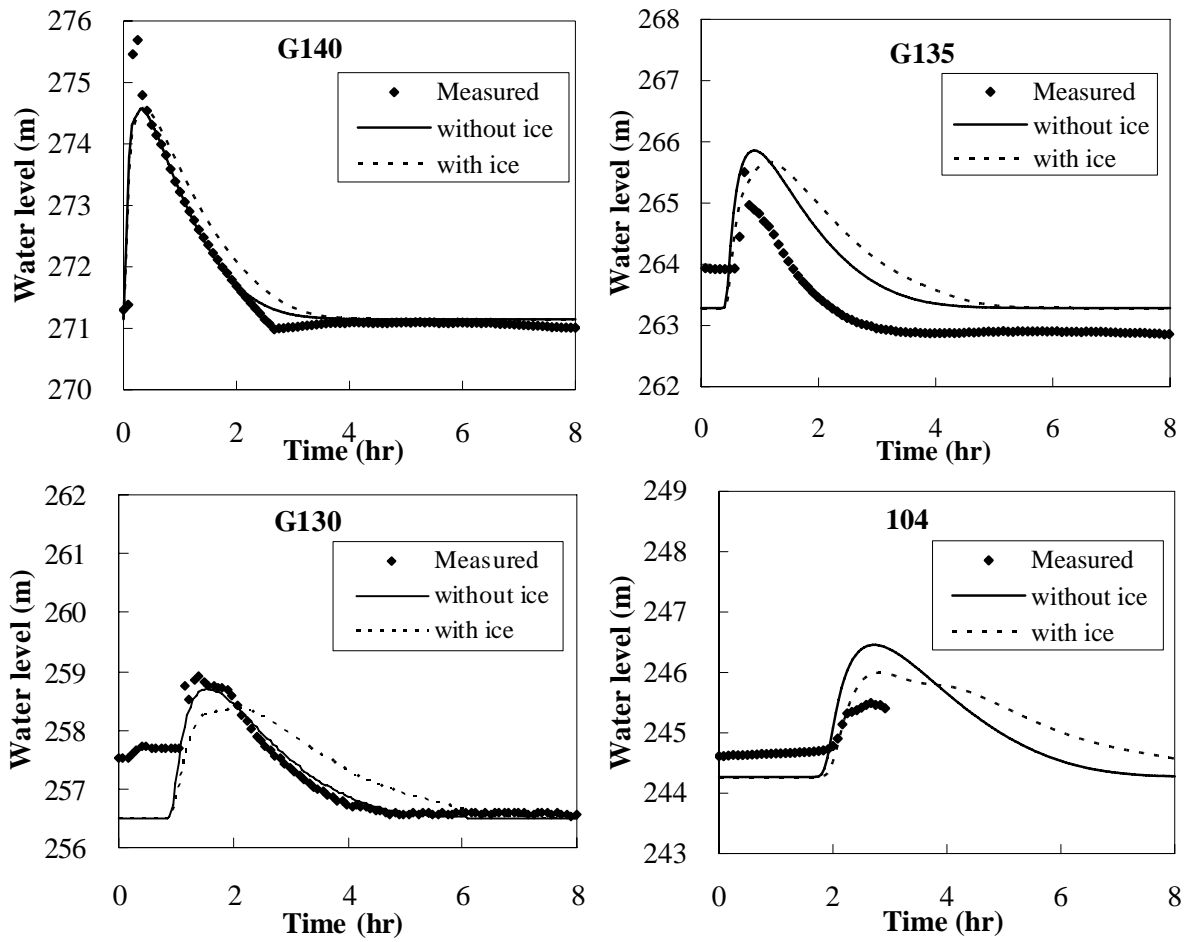 G140
Measured
without ice
with ice
Water level (m)
276
275
274
273
272
271
270
0 2 4 6 8
Time (hr)
G135
Measured
without ice
with ice
Water level (m)
268
267
266
265
264
263
262
0 2 4 6 8
Time (hr)
G130
Measured
without ice
with ice
Water level (m)
262
261
260
259
258
257
256
0 2 4 6 8
Time (hr)
104
Measured
without ice
with ice
Water level (m)
249
248
247
246
245
244
243
0 2 4 6 8
Time (hr)